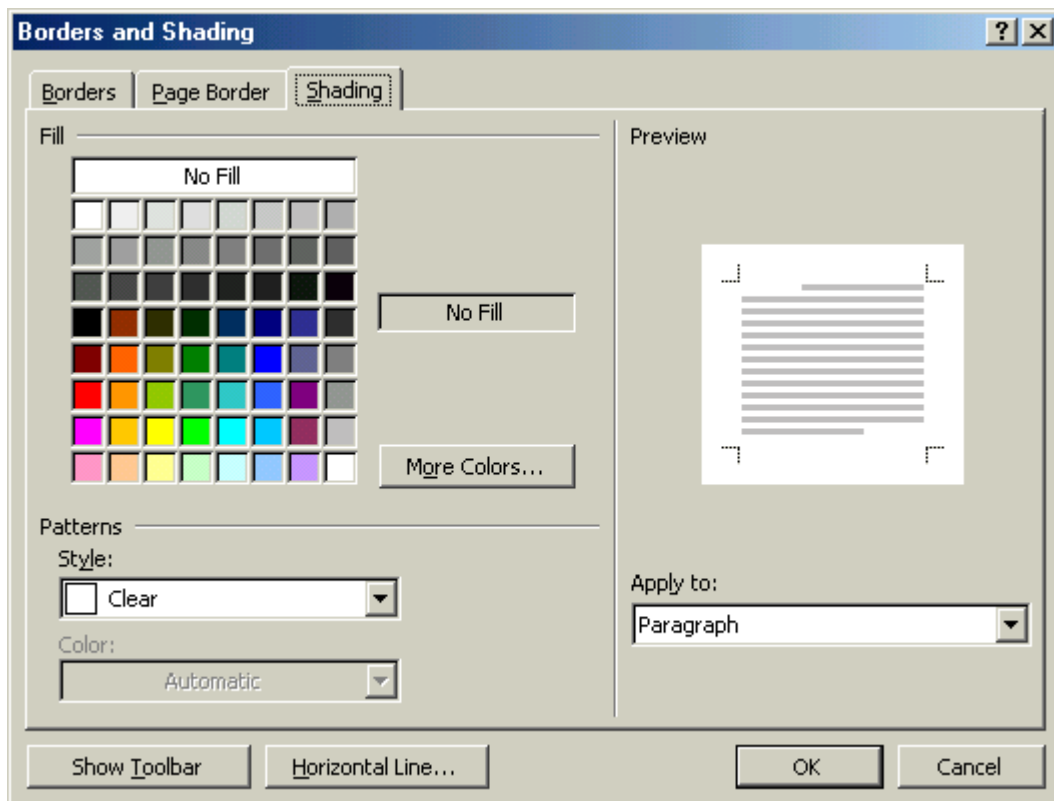 Borders and Shading
Borders
Page Border
Shading
Fill
No Fill
No Fill
More Colors...
Patterns
Style:
Clear
Color:
Automatic
Preview
Apply to:
Paragraph
Show Toolbar
Horizontal Line...
OK
Cancel